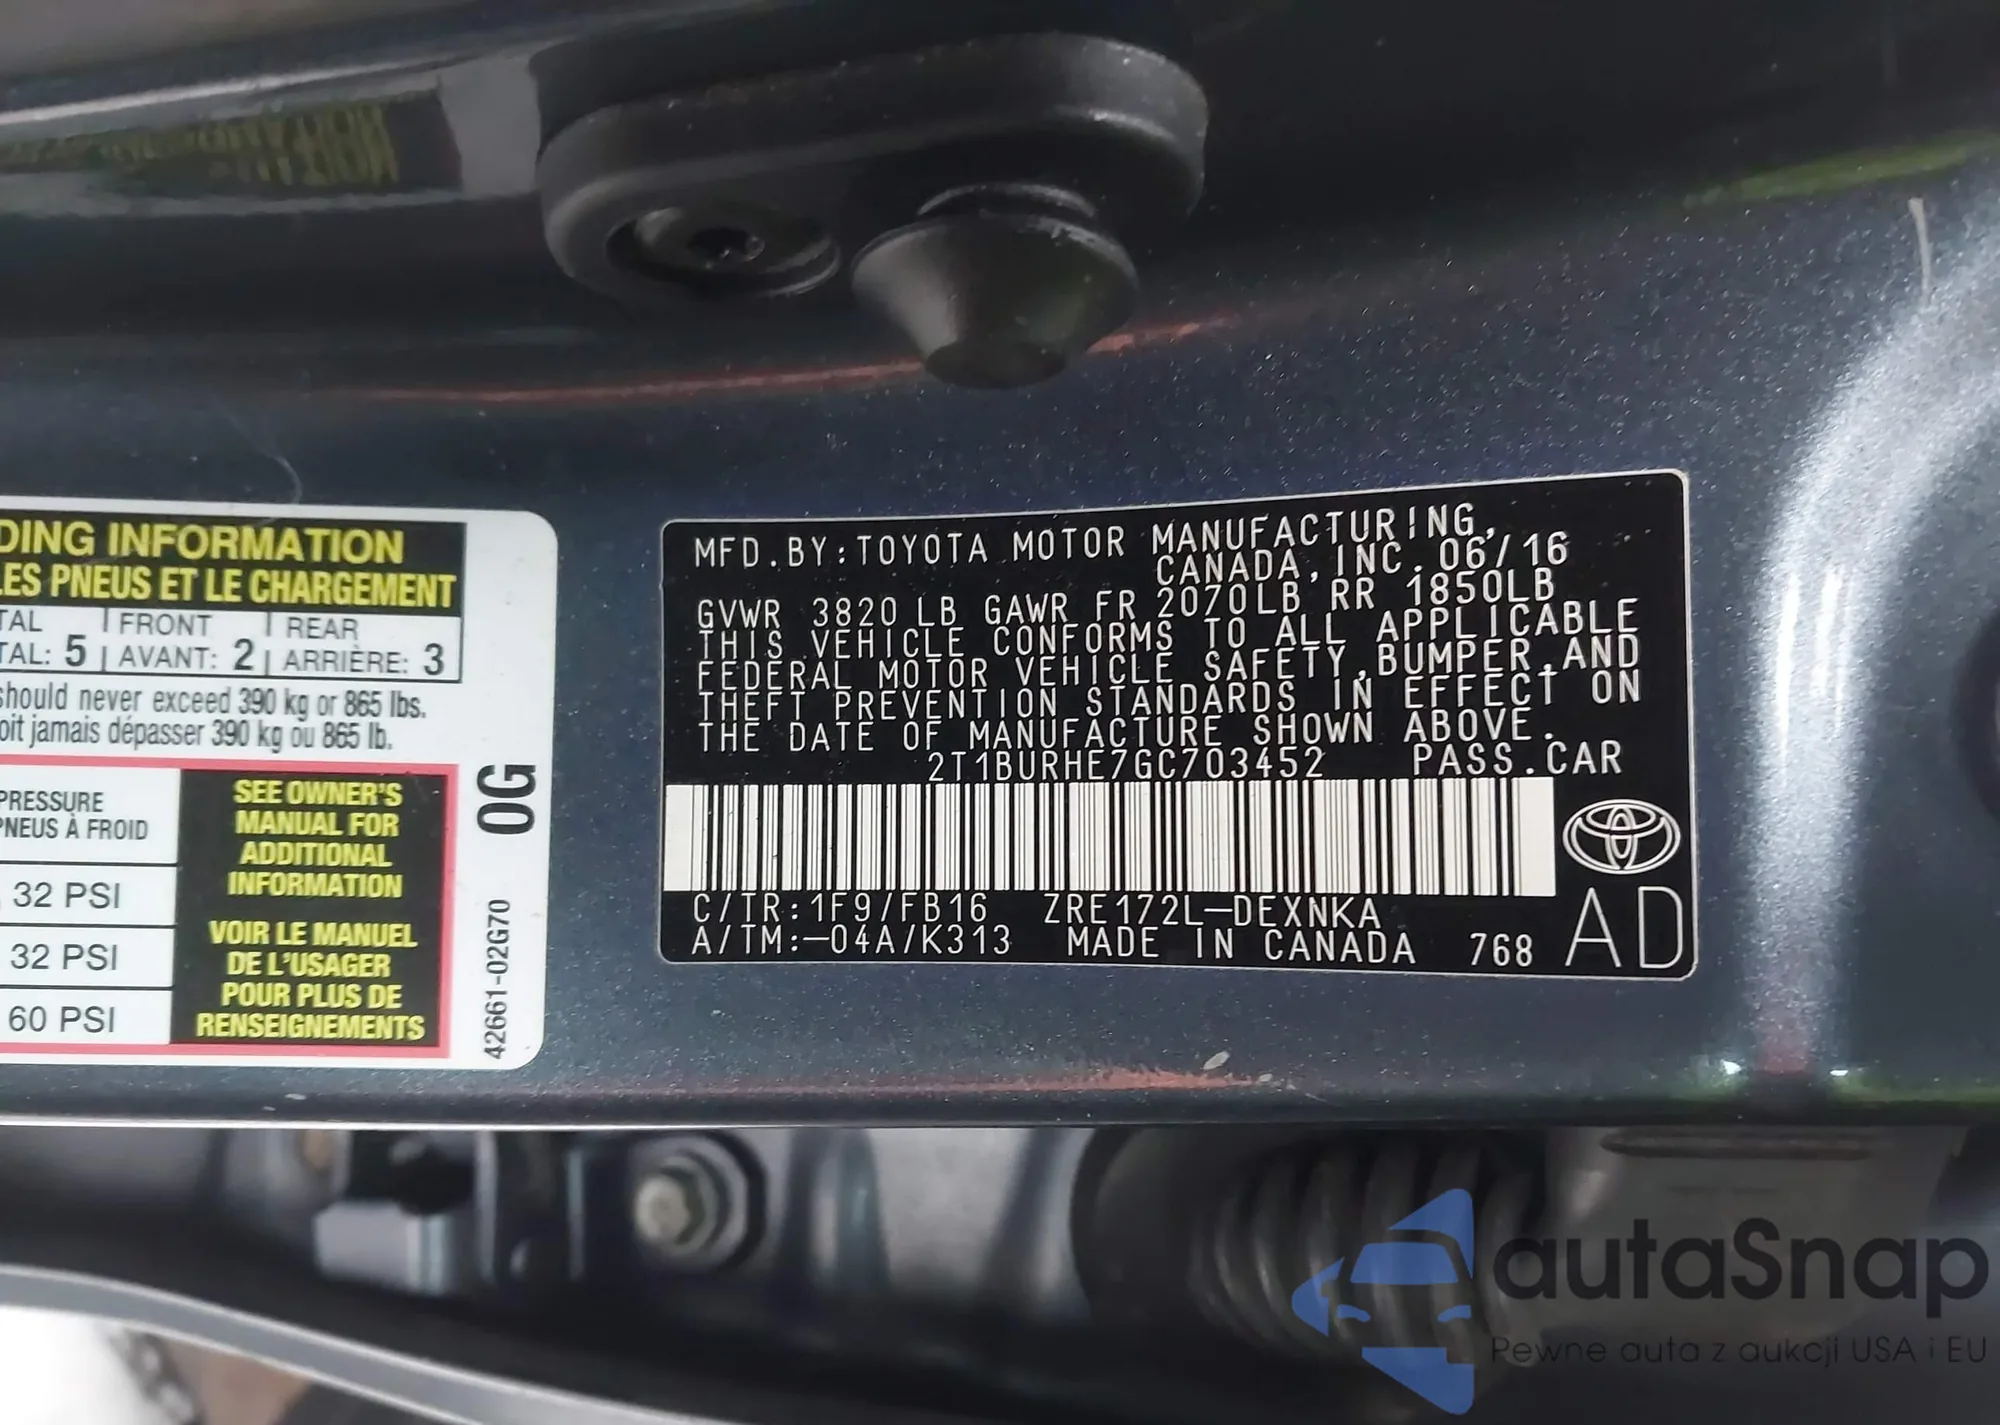 DING INFORMATION
LES PNEUS ET LE CHARGEMENT
TAL FRONT REAR
TAL: 5 AVANT: 2 ARRIÈRE: 3
should never exceed 390 kg or 865 lbs.
oit jamais dépasser 390 kg ou 865 lb.
PRESSURE
PNEUS À FROID
32 PSI
32 PSI
60 PSI
SEE OWNER'S
MANUAL FOR
ADDITIONAL
INFORMATION
VOIR LE MANUEL
DE L'USAGER
POUR PLUS DE
RENSEIGNEMENTS
0G
42661-02G70
MFD.BY:TOYOTA MOTOR MANUFACTURING,
CANADA,INC.06/16
GVWR 3820 LB GAWR FR 2070LB RR 1850LB
THIS VEHICLE CONFORMS TO ALL APPLICABLE
FEDERAL MOTOR VEHICLE SAFETY,BUMPER,AND
THEFT PREVENTION STANDARDS IN EFFECT ON
THE DATE OF MANUFACTURE SHOWN ABOVE.
2T1BURHE7GC703452 PASS.CAR
C/TR:1F9/FB16 ZRE172L-DEXNKA
A/TM:-04A/K313 MADE IN CANADA 768
AD
autaSnap
Pewne auta z aukcji USA i EU